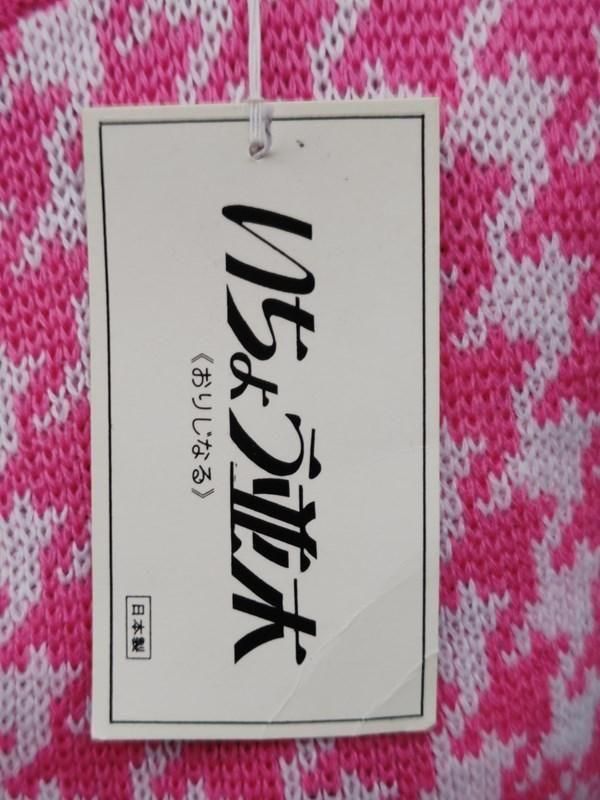 いちょう並木
《おりじなる》
日本製